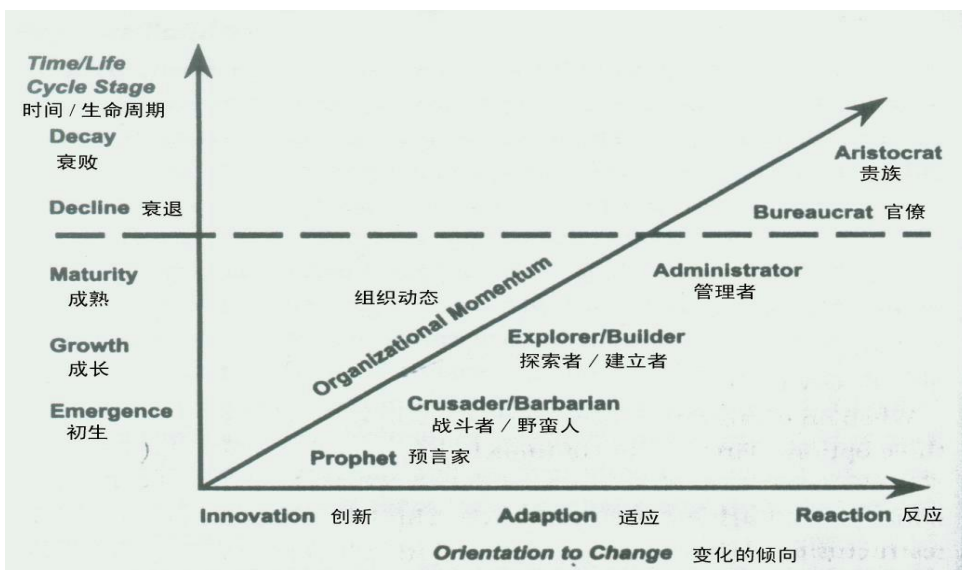 Time/Life
Cycle Stage
时间 / 生命周期
Decay
衰败
Decline 衰退
Maturity
成熟
Growth
成长
Emergence
初生
组织动态
Organizational Momentum
Aristocrat
贵族
Bureaucrat 官僚
Administrator
管理者
Explorer/Builder
探索者 / 建立者
Crusader/Barbarian
战斗者 / 野蛮人
Prophet 预言家
Innovation 创新
Adaption 适应
Reaction 反应
Orientation to Change 变化的倾向